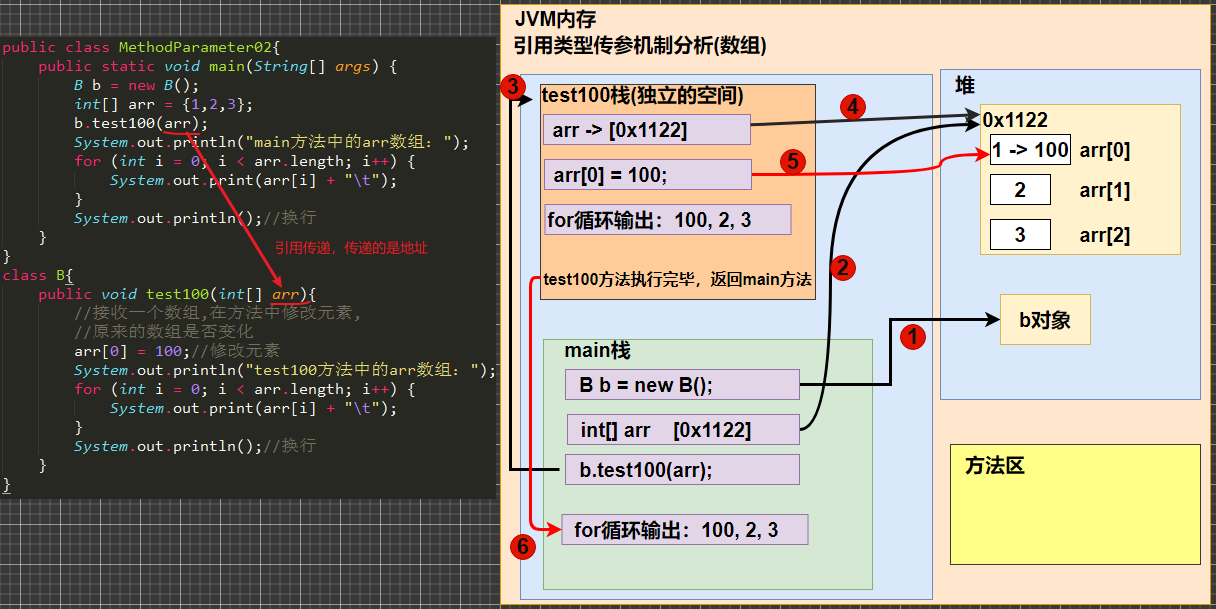 public class MethodParameter02{
public static void main(String[] args) {
B b = new B();
int[] arr = {1,2,3};
b.test100(arr);
System.out.println("main方法中的arr数组：");
for (int i = 0; i < arr.length; i++) {
System.out.print(arr[i] + "\t");
}
System.out.println();//换行
}
}
引用传递，传递的是地址
class B{
public void test100(int[] arr){
//接收一个数组,在方法中修改元素,
//原来的数组是否变化
arr[0] = 100;//修改元素
System.out.println("test100方法中的arr数组：");
for (int i = 0; i < arr.length; i++) {
System.out.print(arr[i] + "\t");
}
System.out.println();//换行
}
}
JVM内存
引用类型传参机制分析(数组)
3
test100栈(独立的空间)
arr -> [0x1122]
4
arr[0] = 100;
5
for循环输出：100, 2, 3
test100方法执行完毕，返回main方法
2
main栈
B b = new B();
1
int[] arr [0x1122]
b.test100(arr);
for循环输出：100, 2, 3
6
堆
0x1122
1 -> 100 arr[0]
2 arr[1]
3 arr[2]
b对象
方法区